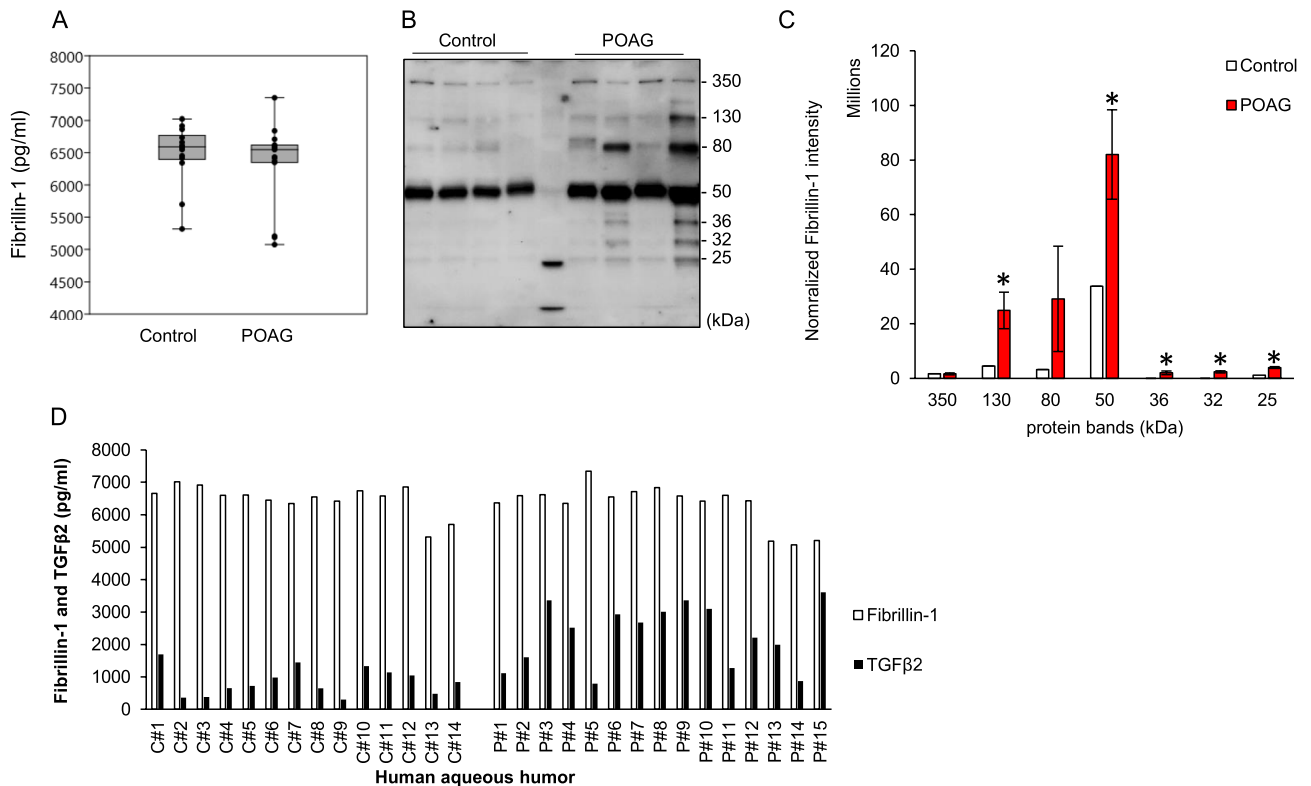 A
Fibrillin-1 (pg/ml)
8000
7500
7000
6500
6000
5500
5000
4500
4000
Control POAG
B
Control POAG
350
130
80
50
36
32
25
(kDa)
C
Nomralized Fibrillin-1 intensity
Millions
120
100
80
60
40
20
0
* * * * *
350 130 80 50 36 32 25
protein bands (kDa)
Control
POAG
D
Fibrillin-1 and TGFβ2 (pg/ml)
8000
7000
6000
5000
4000
3000
2000
1000
0
C#1 C#2 C#3 C#4 C#5 C#6 C#7 C#8 C#9 C#10 C#11 C#12 C#13 C#14 P#1 P#2 P#3 P#4 P#5 P#6 P#7 P#8 P#9 P#10 P#11 P#12 P#13 P#14 P#15
Human aqueous humor
Fibrillin-1
TGFβ2